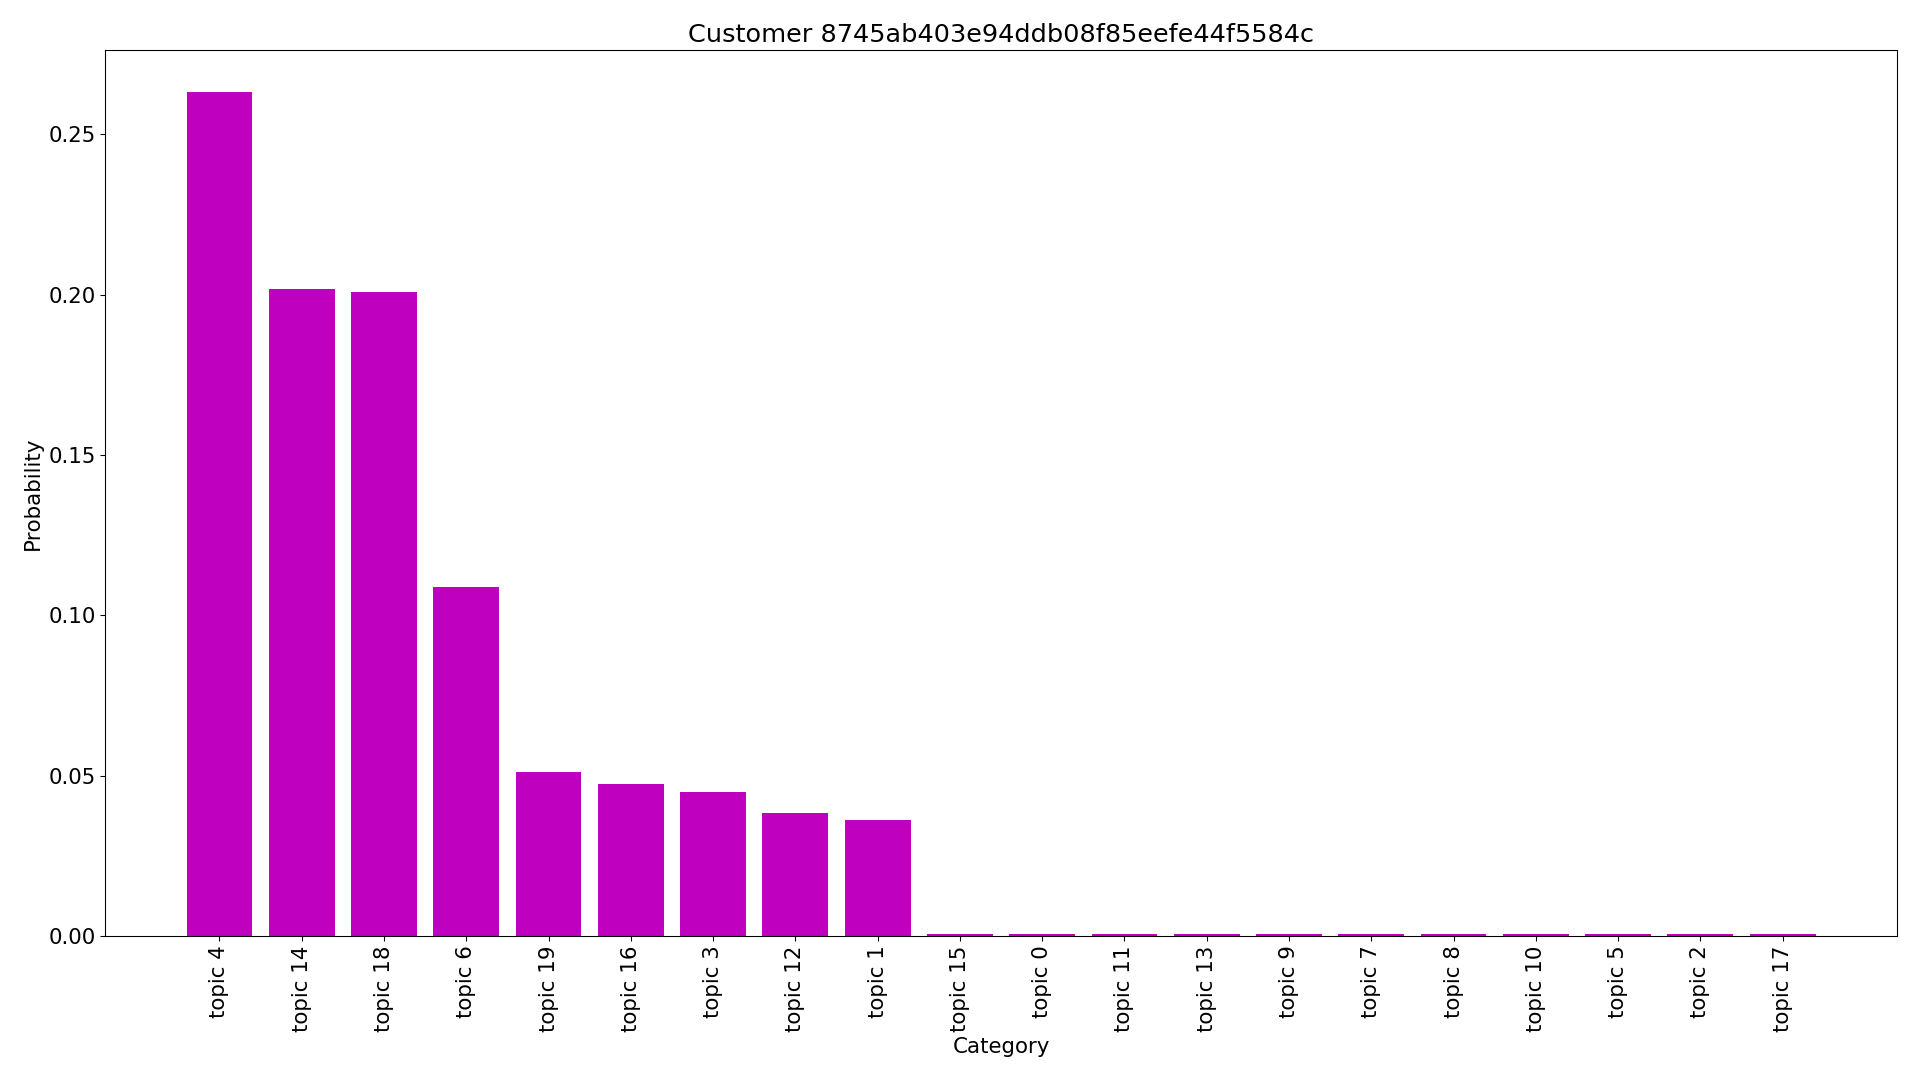 Customer 8745ab403e94ddb08f85eefe44f5584c
Probability
0.25
0.20
0.15
0.10
0.05
0.00
topic 4
topic 14
topic 18
topic 6
topic 19
topic 16
topic 3
topic 12
topic 1
topic 15
topic 0
topic 11
topic 13
topic 9
topic 7
topic 8
topic 10
topic 5
topic 2
topic 17
Category